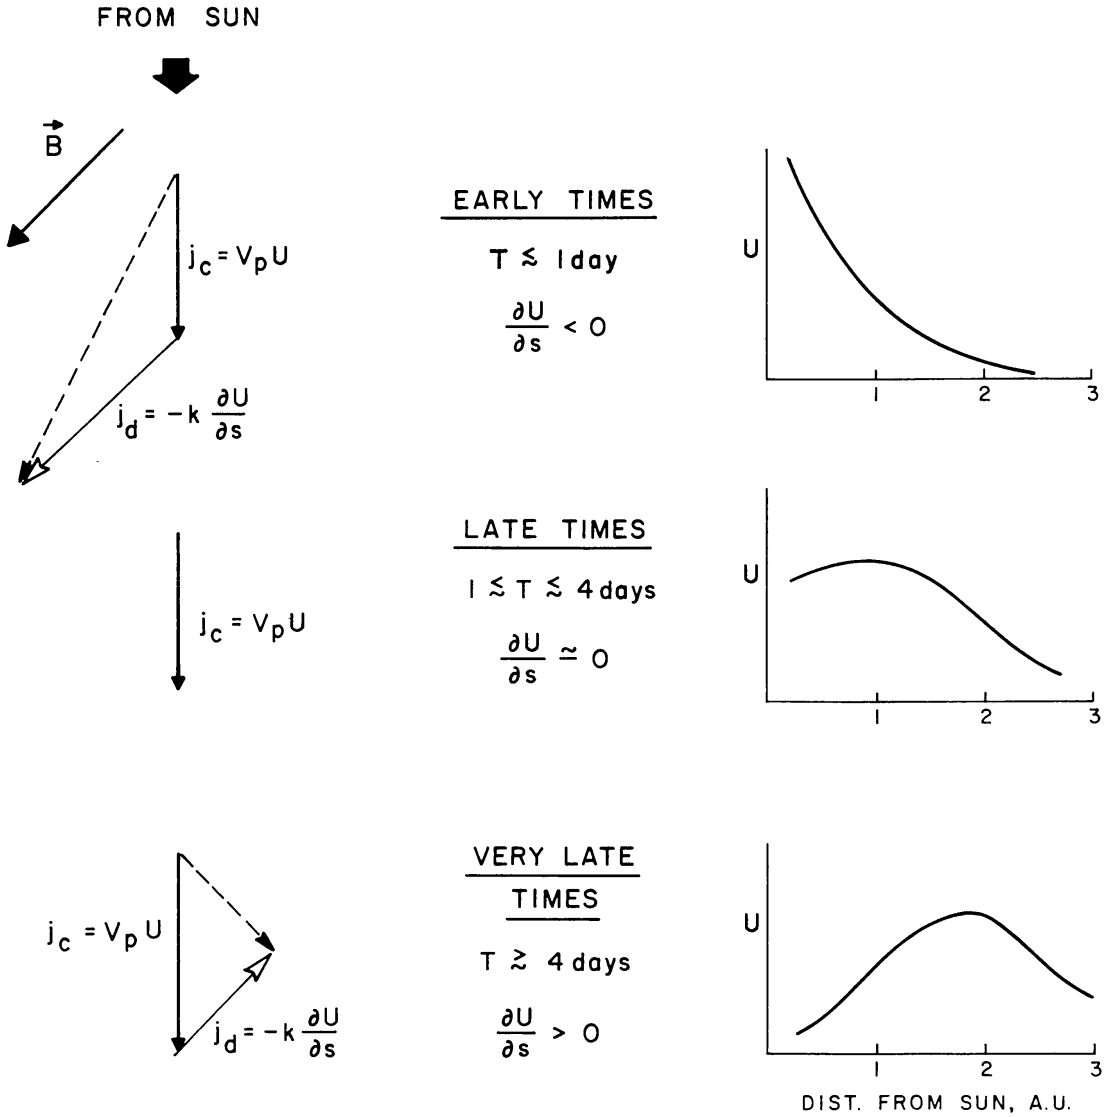 FROM SUN
B⃗
j_c = V_p U
j_d = -k ∂U/∂s
EARLY TIMES
T ≲ 1 day
∂U/∂s < 0
U
1 2 3
j_c = V_p U
LATE TIMES
1 ≲ T ≲ 4 days
∂U/∂s ≃ 0
U
1 2 3
j_c = V_p U
j_d = -k ∂U/∂s
VERY LATE
TIMES
T ≳ 4 days
∂U/∂s > 0
U
1 2 3
DIST. FROM SUN, A.U.